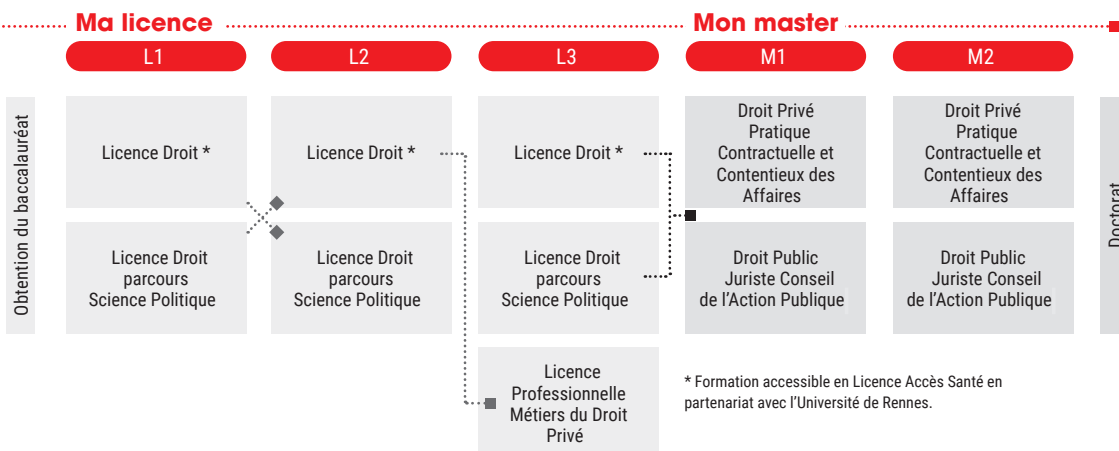 Ma licence
Mon master
L1
L2
L3
M1
M2
Obtention du baccalauréat
Licence Droit *
Licence Droit *
Licence Droit *
Droit Privé
Pratique
Contractuelle et
Contentieux des
Affaires
Droit Privé
Pratique
Contractuelle et
Contentieux des
Affaires
Licence Droit
parcours
Science Politique
Licence Droit
parcours
Science Politique
Licence Droit
parcours
Science Politique
Droit Public
Juriste Conseil
de l'Action Publique
Droit Public
Juriste Conseil
de l'Action Publique
Doctorat
Licence
Professionnelle
Métiers du Droit
Privé
* Formation accessible en Licence Accès Santé en
partenariat avec l'Université de Rennes.